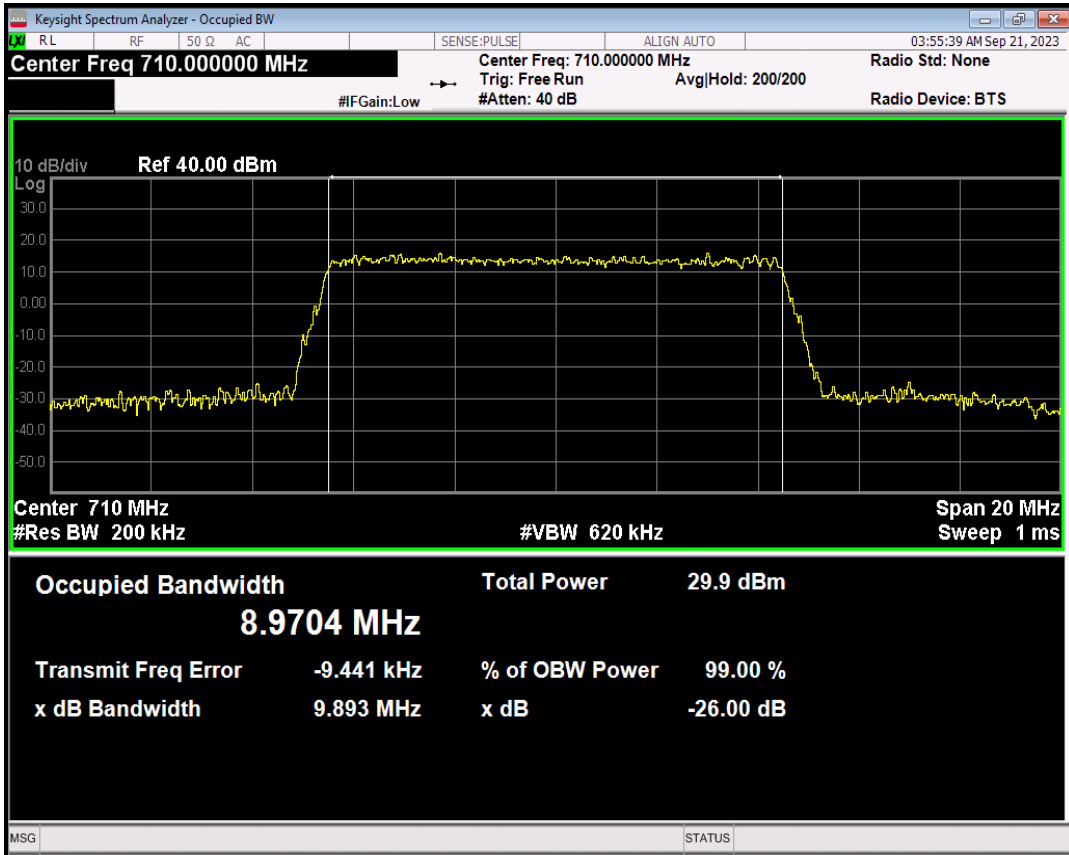 Keysight Spectrum Analyzer - Occupied BW
LXI RL RF 50 Ω AC SENSE:PULSE ALIGN AUTO 03:55:39 AM Sep 21, 2023
Center Freq 710.000000 MHz
Center Freq: 710.000000 MHz
Radio Std: None
Trig: Free Run Avg|Hold: 200/200
#IFGain:Low #Atten: 40 dB Radio Device: BTS
10 dB/div Ref 40.00 dBm
Log
30.0
20.0
10.0
0.00
-10.0
-20.0
-30.0
-40.0
-50.0
Center 710 MHz Span 20 MHz
#Res BW 200 kHz #VBW 620 kHz Sweep 1 ms
Occupied Bandwidth Total Power 29.9 dBm
8.9704 MHz
Transmit Freq Error -9.441 kHz % of OBW Power 99.00 %
x dB Bandwidth 9.893 MHz x dB -26.00 dB
MSG STATUS